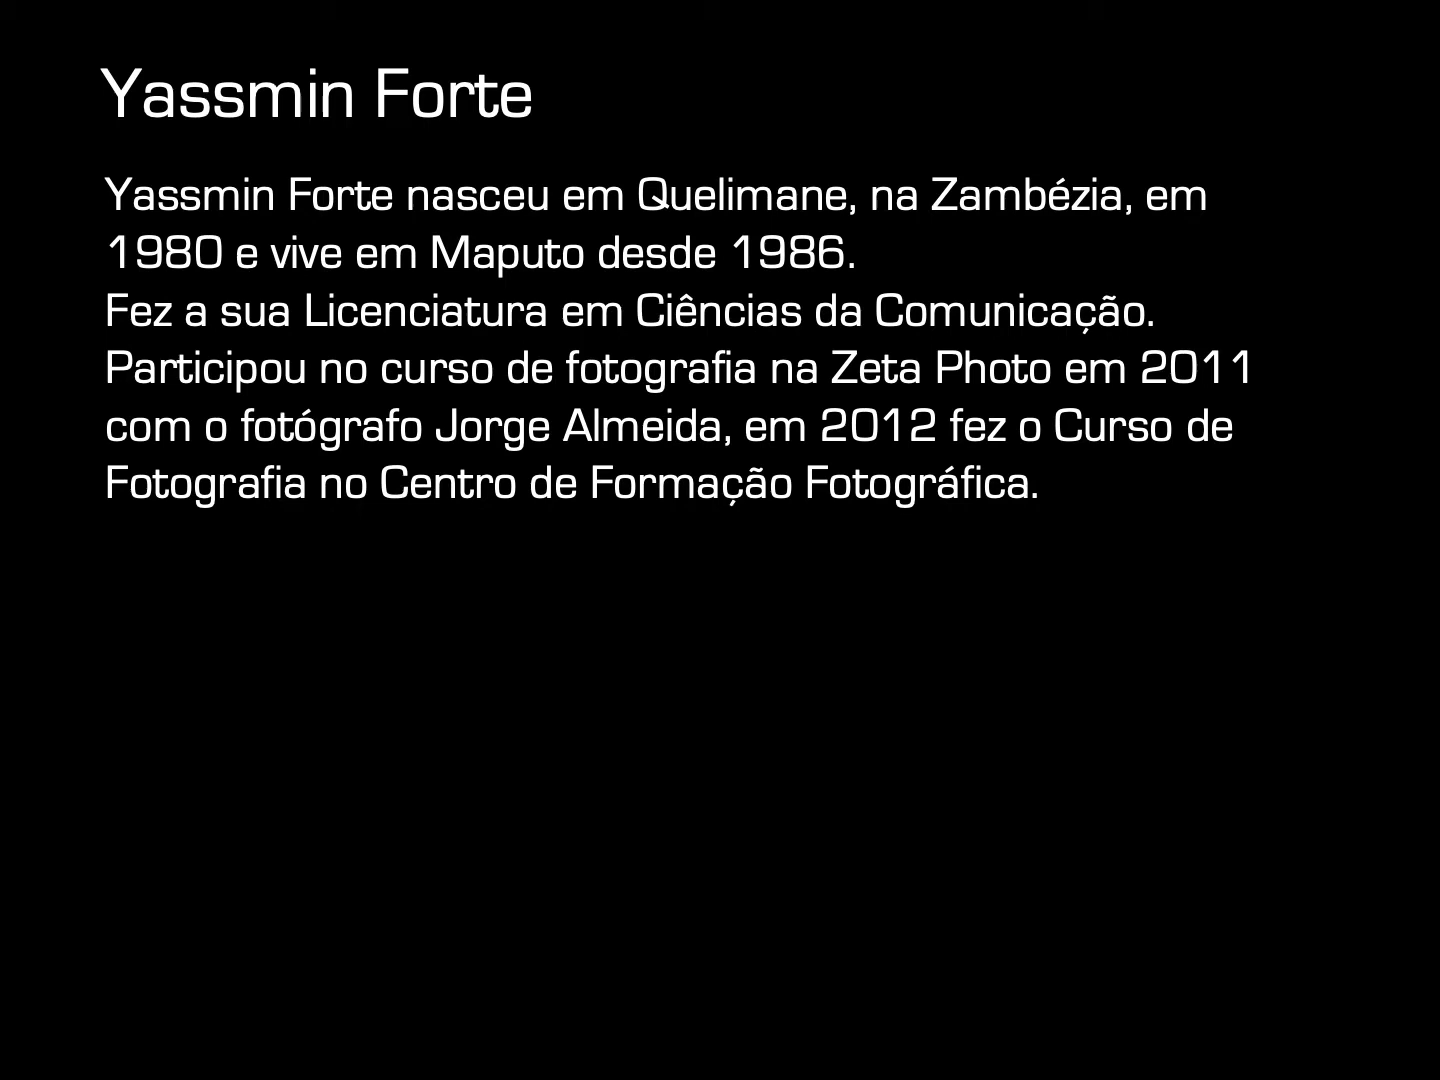 Yassmin Forte
Yassmin Forte nasceu em Quelimane, na Zambézia, em
1980 e vive em Maputo desde 1986.
Fez a sua Licenciatura em Ciências da Comunicação.
Participou no curso de fotografia na Zeta Photo em 2011
com o fotógrafo Jorge Almeida, em 2012 fez o Curso de
Fotografia no Centro de Formação Fotográfica.